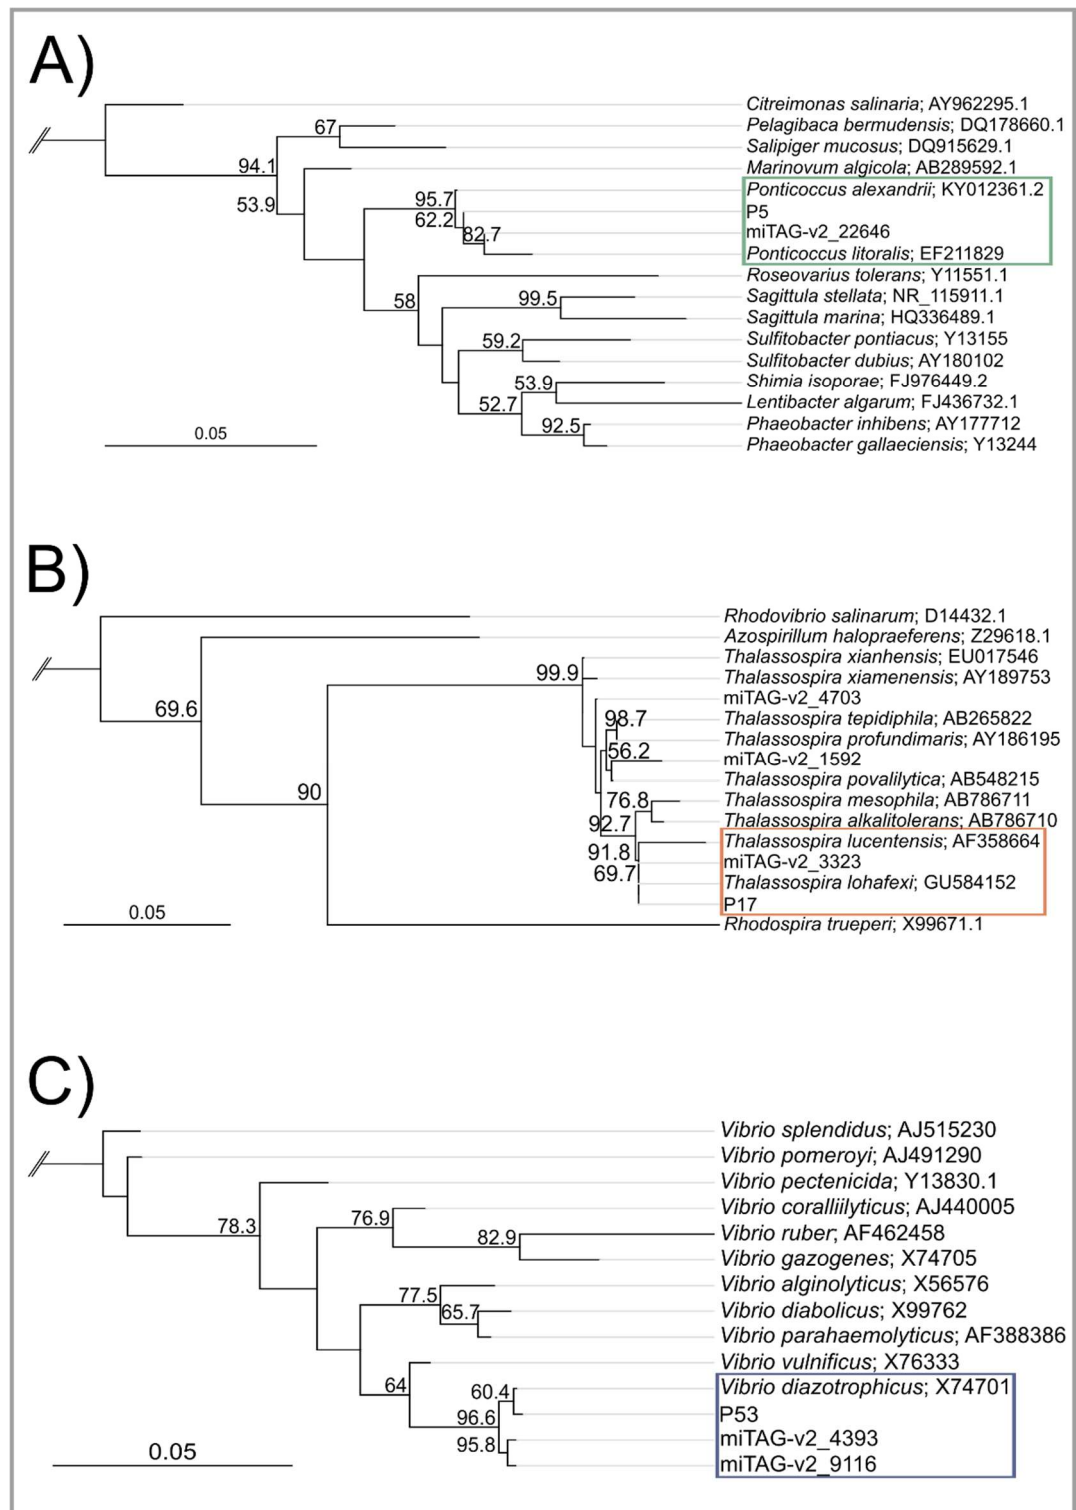 A)
Citreimonas salinaria; AY962295.1
67
Pelagibaca bermudensis; DQ178660.1
Salipiger mucosus; DQ915629.1
94.1
Marinovum algicola; AB289592.1
53.9
95.7
Ponticoccus alexandrii; KY012361.2
62.2
P5
82.7
miTAG-v2_22646
Ponticoccus litoralis; EF211829
Roseovarius tolerans; Y11551.1
58
99.5
Sagittula stellata; NR_115911.1
Sagittula marina; HQ336489.1
59.2
Sulfitobacter pontiacus; Y13155
Sulfitobacter dubius; AY180102
53.9
Shimia isoporae; FJ976449.2
52.7
Lentibacter algarum; FJ436732.1
92.5
Phaeobacter inhibens; AY177712
Phaeobacter gallaeciensis; Y13244
0.05
B)
Rhodovibrio salinarum; D14432.1
69.6
Azospirillum halopraeferens; Z29618.1
Thalassospira xianhensis; EU017546
99.9
Thalassospira xiamenensis; AY189753
miTAG-v2_4703
98.7
Thalassospira tepidiphila; AB265822
Thalassospira profundimaris; AY186195
56.2
miTAG-v2_1592
Thalassospira povalilytica; AB548215
90
76.8
Thalassospira mesophila; AB786711
92.7
Thalassospira alkalitolerans; AB786710
Thalassospira lucentensis; AF358664
91.8
miTAG-v2_3323
69.7
Thalassospira lohafexi; GU584152
P17
Rhodospira trueperi; X99671.1
0.05
C)
Vibrio splendidus; AJ515230
Vibrio pomeroyi; AJ491290
78.3
Vibrio pectenicida; Y13830.1
76.9
Vibrio coralliilyticus; AJ440005
82.9
Vibrio ruber; AF462458
Vibrio gazogenes; X74705
77.5
Vibrio alginolyticus; X56576
65.7
Vibrio diabolicus; X99762
Vibrio parahaemolyticus; AF388386
64
Vibrio vulnificus; X76333
60.4
Vibrio diazotrophicus; X74701
96.6
P53
95.8
miTAG-v2_4393
miTAG-v2_9116
0.05